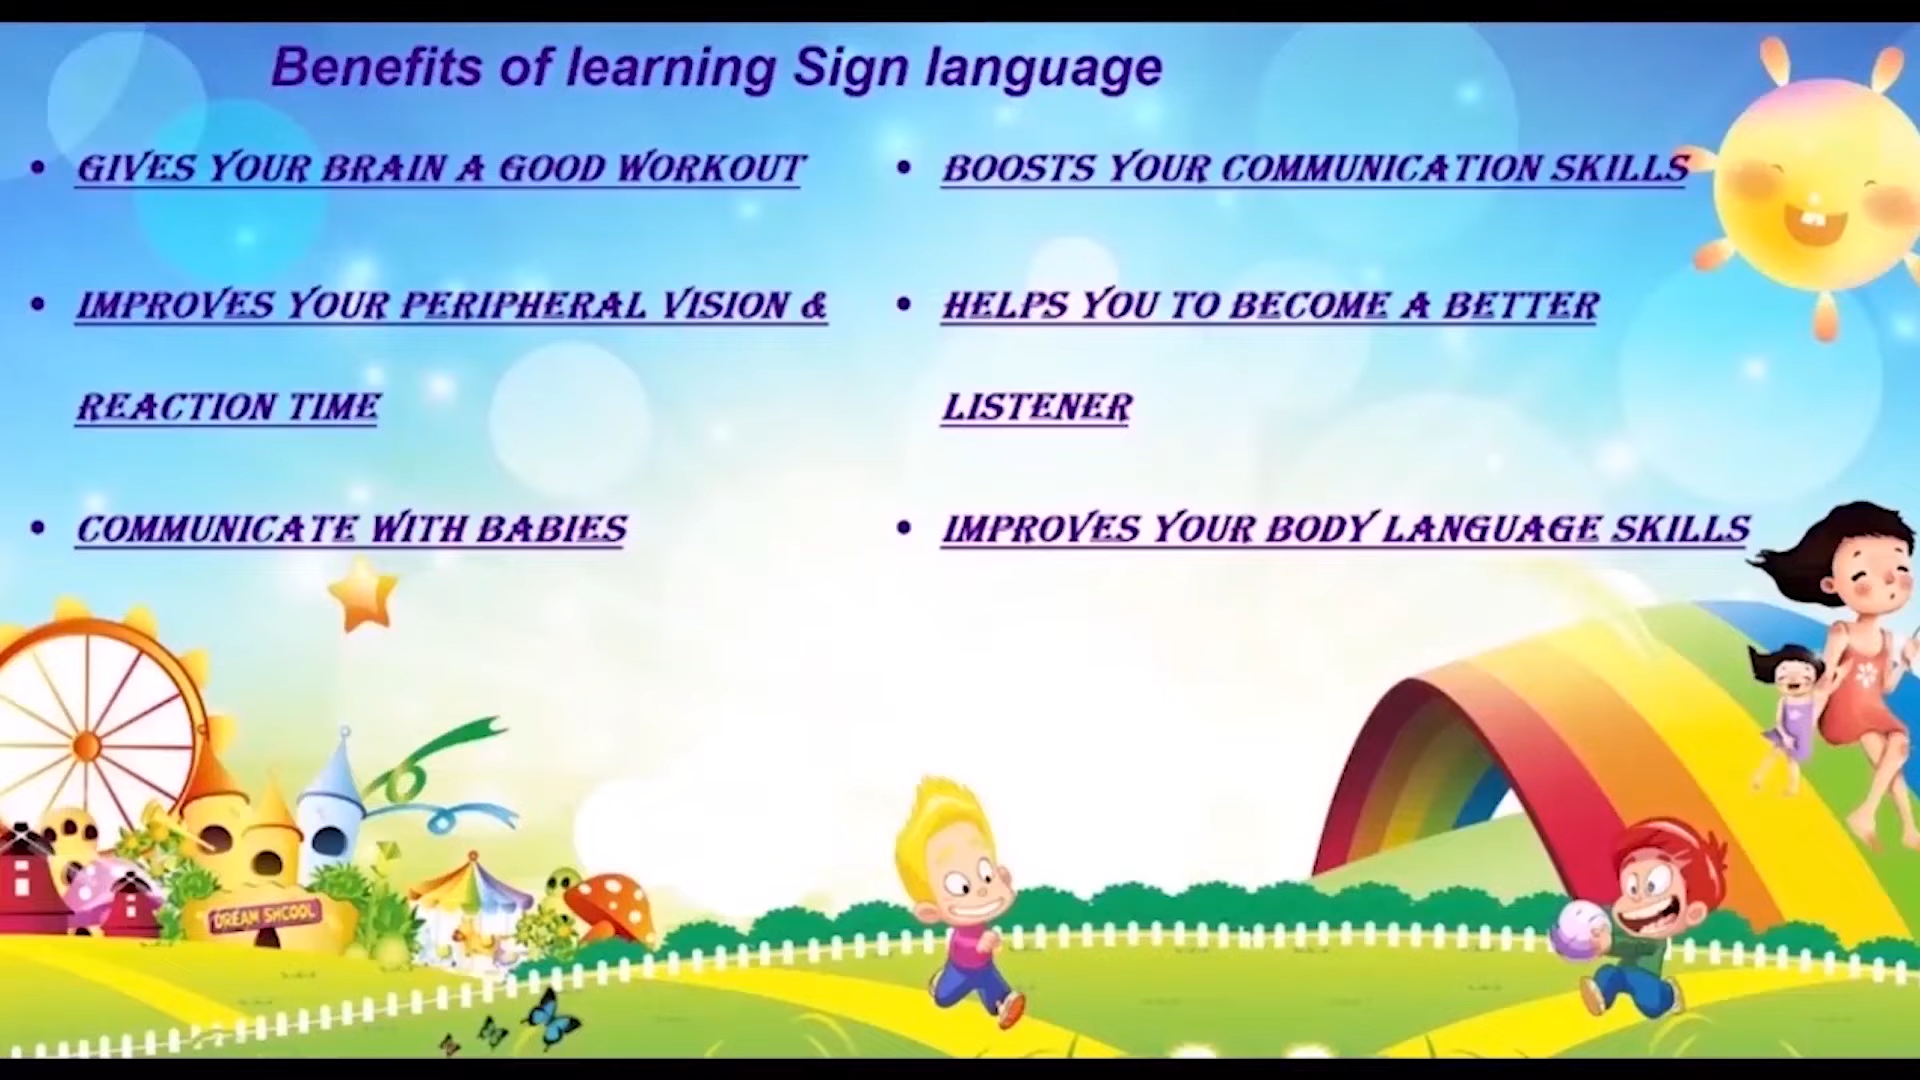 Benefits of learning Sign language
• GIVES YOUR BRAIN A GOOD WORKOUT
• IMPROVES YOUR PERIPHERAL VISION &
REACTION TIME
• COMMUNICATE WITH BABIES
• BOOSTS YOUR COMMUNICATION SKILLS
• HELPS YOU TO BECOME A BETTER
LISTENER
• IMPROVES YOUR BODY LANGUAGE SKILLS
DREAM SHCOOL